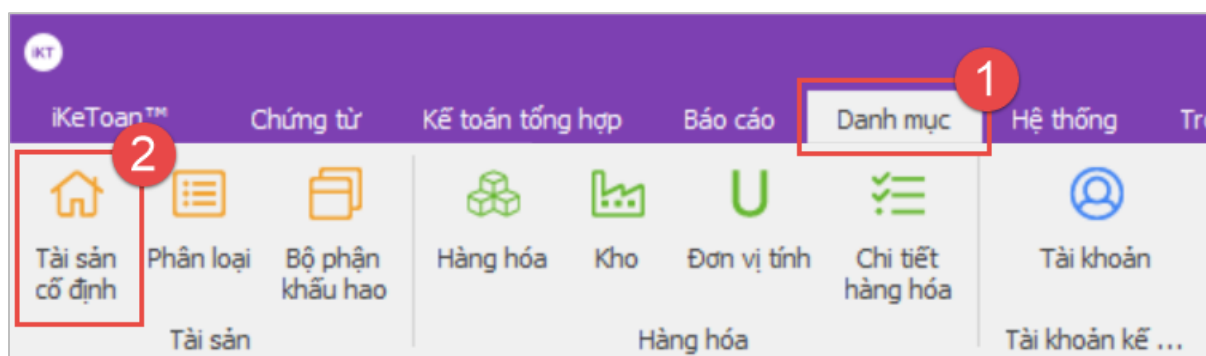 iKT
1
iKeToan™ Chứng từ Kế toán tổng hợp Báo cáo Danh mục Hệ thống
2
U
Tài sản cố định Phân loại Bộ phận khấu hao Hàng hóa Kho Đơn vị tính Chi tiết hàng hóa Tài khoản
Tài sản Hàng hóa Tài khoản kế ...